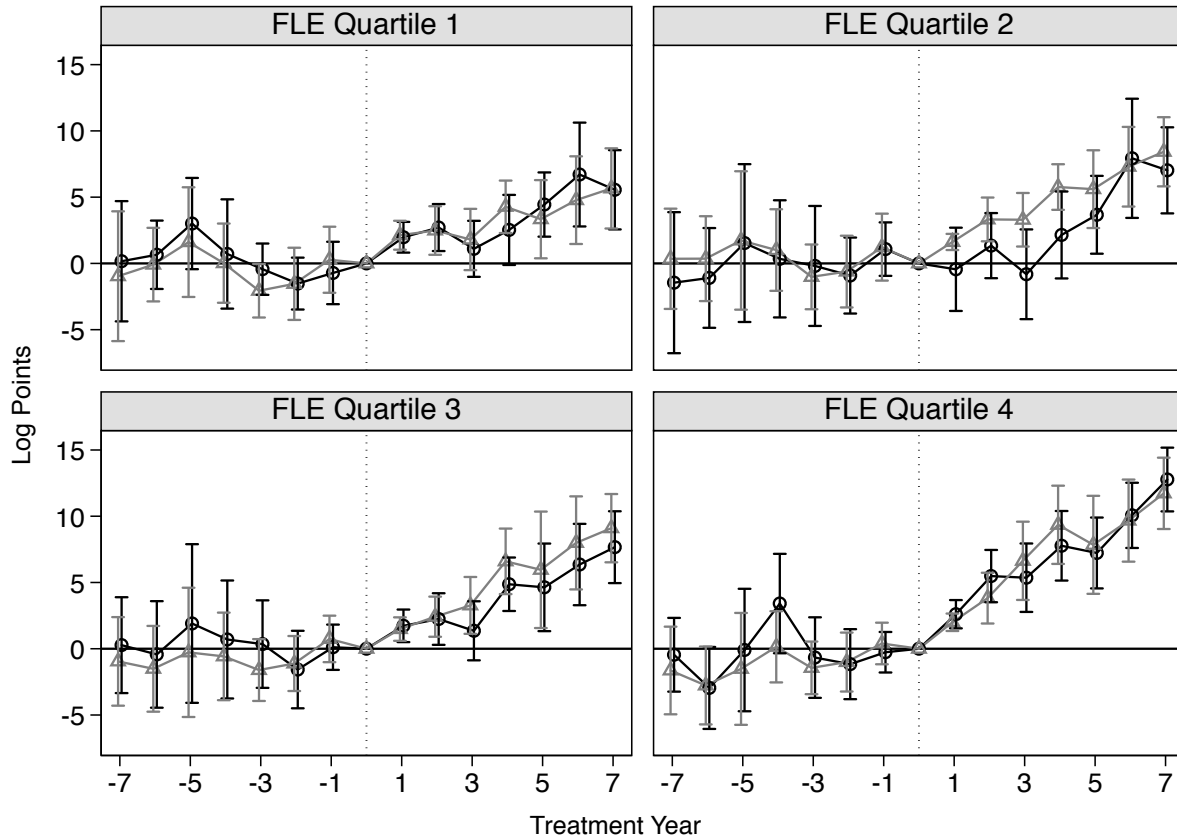 FLE Quartile 1
FLE Quartile 2
15
10
5
0
-5
FLE Quartile 3
FLE Quartile 4
15
10
5
0
-5
Log Points
-7 -5 -3 -1 1 3 5 7
-7 -5 -3 -1 1 3 5 7
Treatment Year